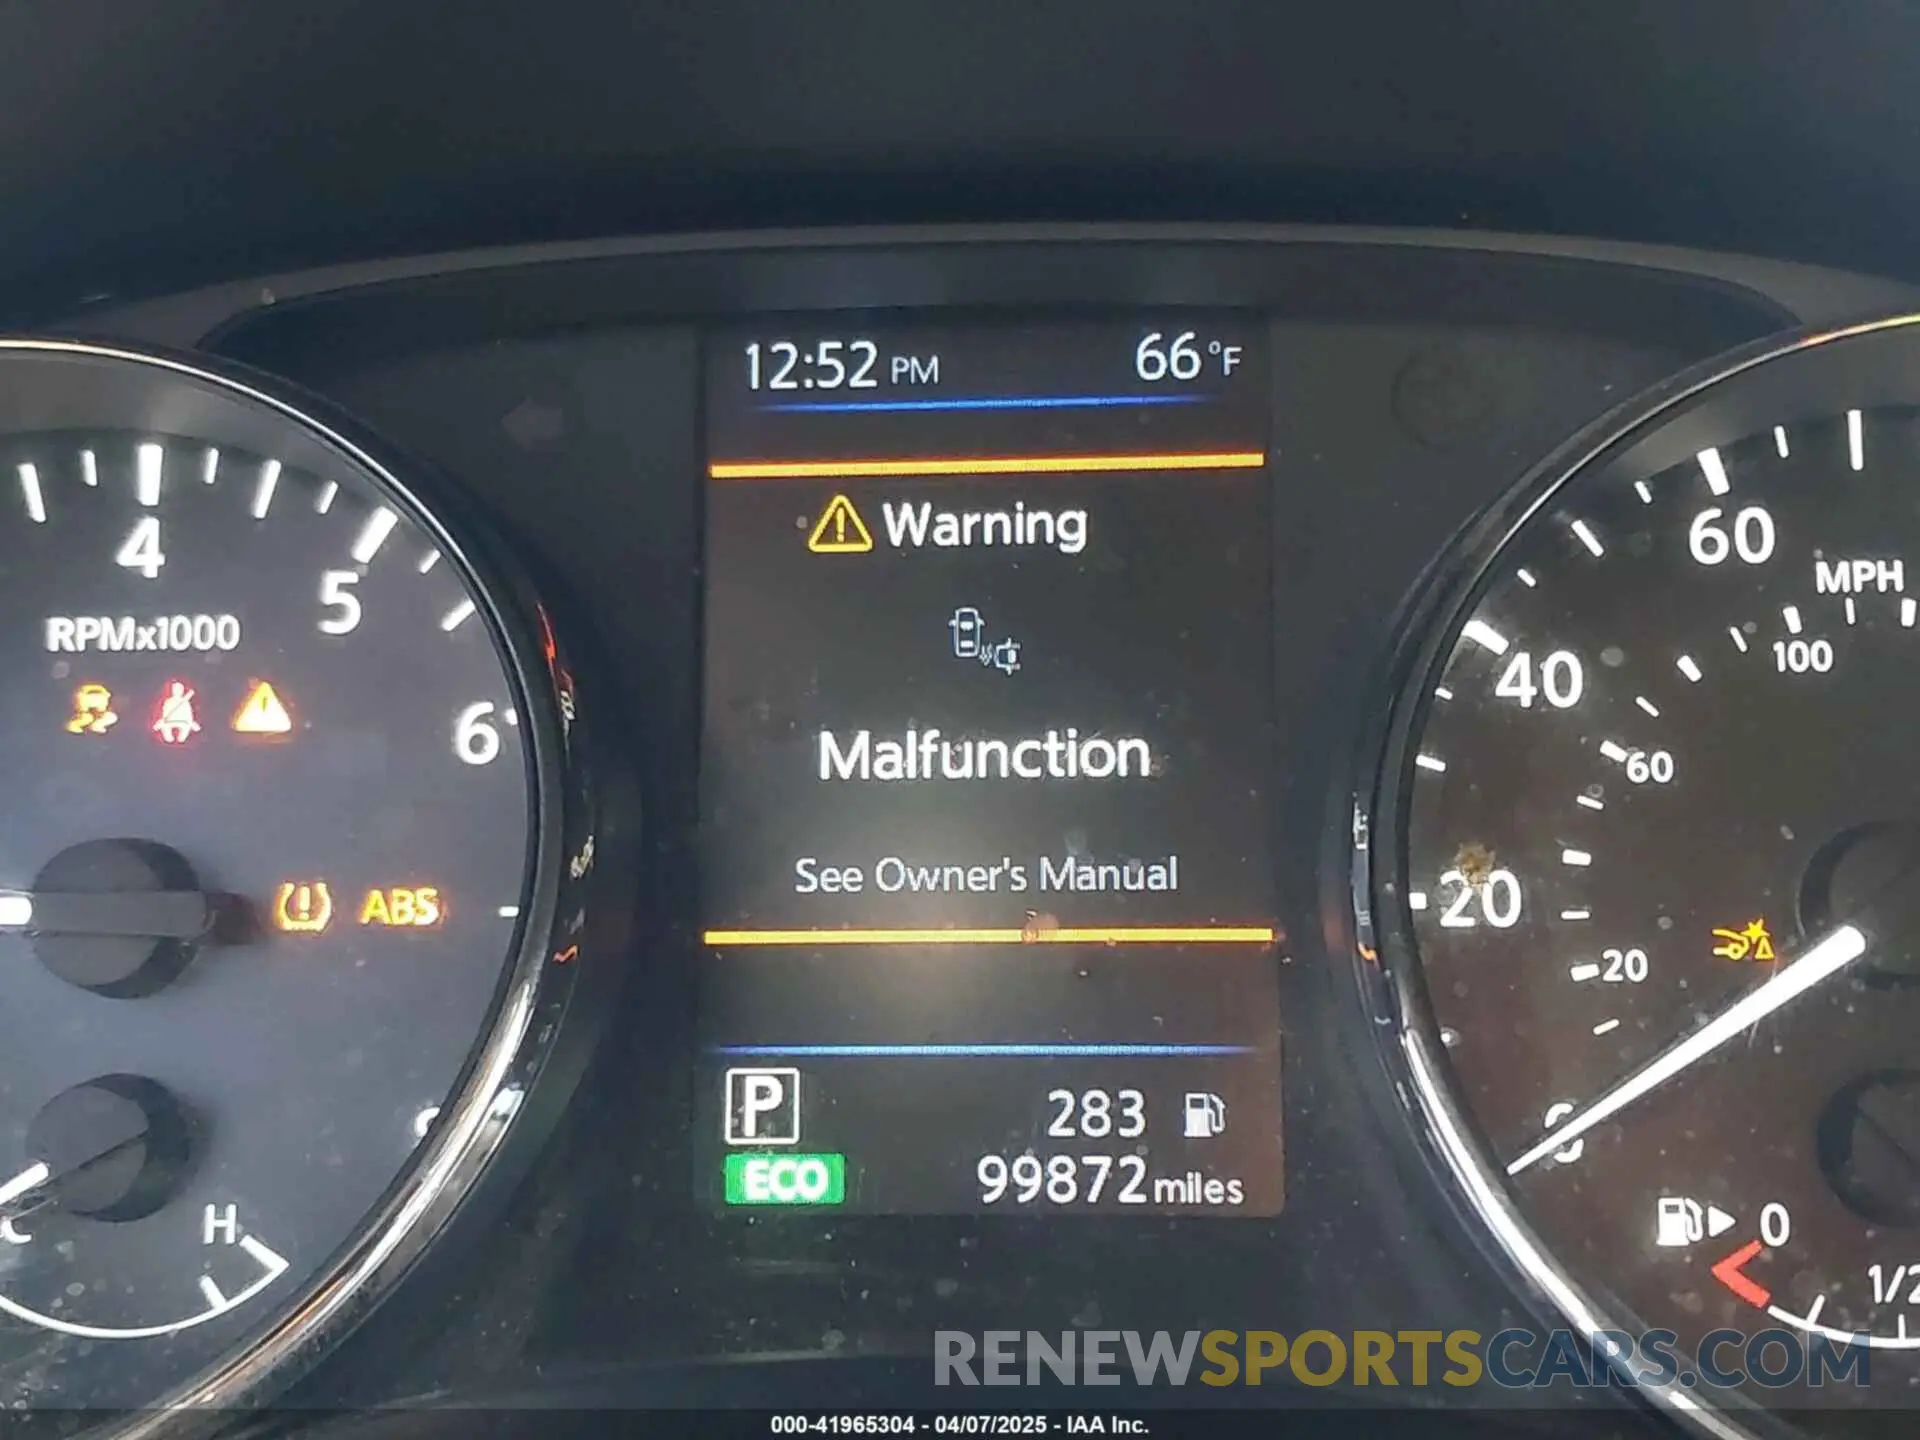 12:52 PM 66 °F
Warning
4
5
6
RPMx1000
60
MPH
40
100
60
Malfunction
See Owner's Manual
ABS
20
20
P
283
0
ECO
99872 miles
H
0
1/2
RENEWSPORTSCARS.COM
000-41965304 - 04/07/2025 - IAA Inc.